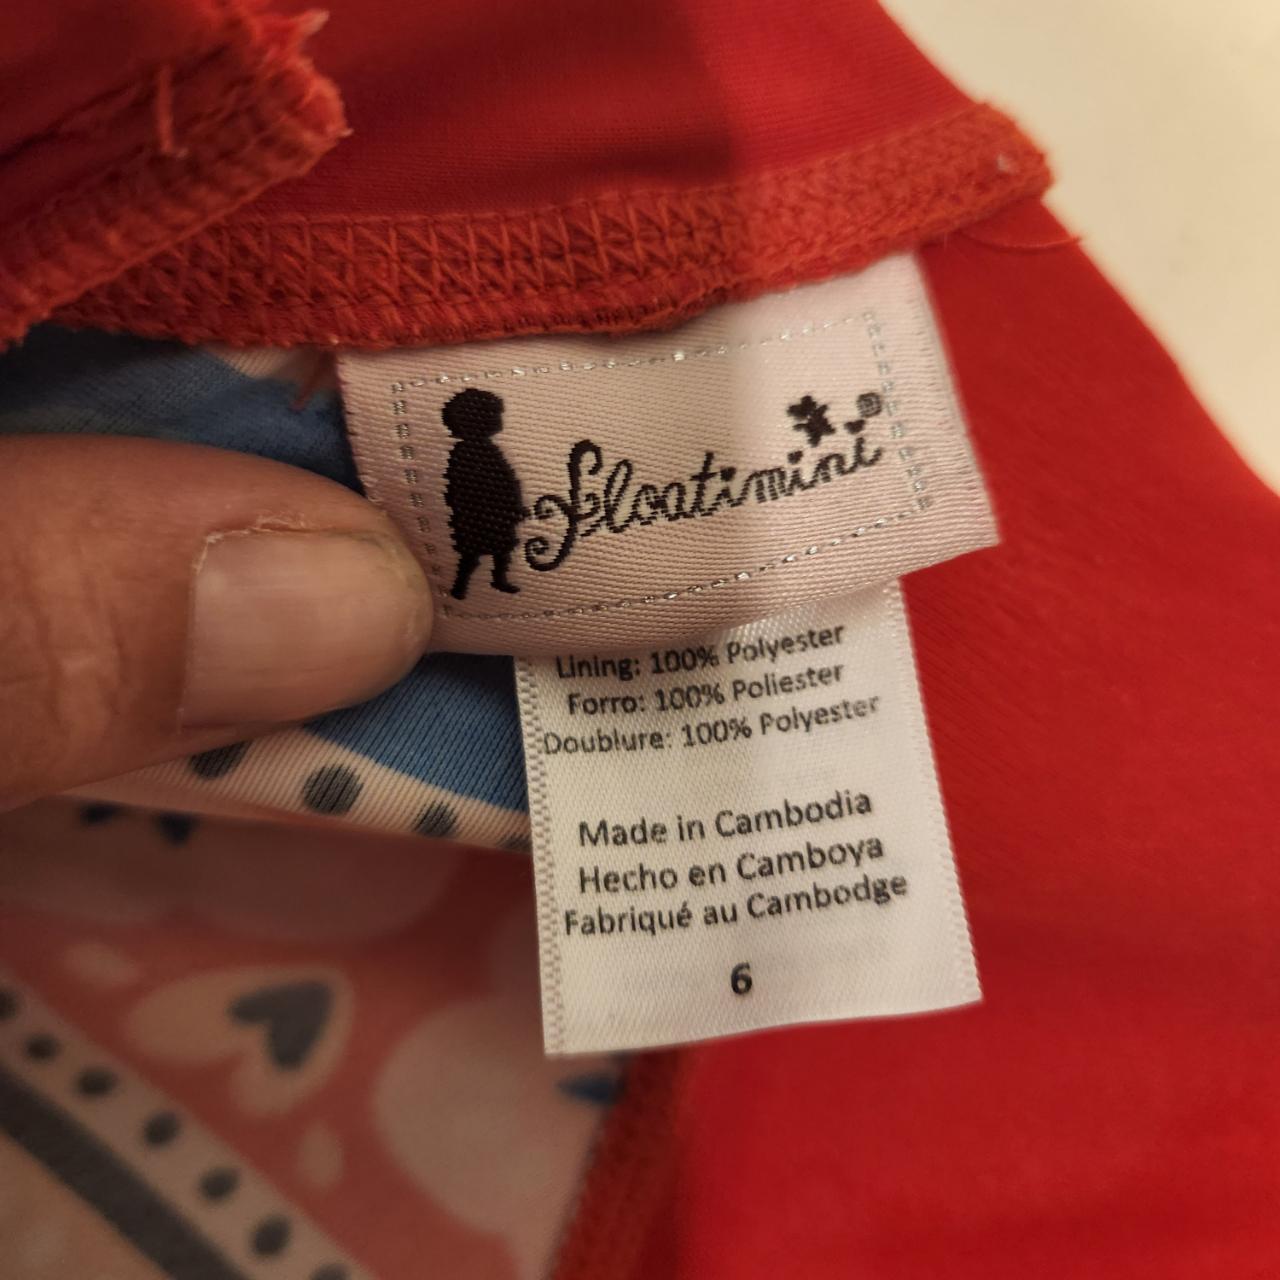 Floatimini®
Lining: 100% Polyester
Forro: 100% Poliester
Doublure: 100% Polyester
Made in Cambodia
Hecho en Camboya
Fabriqué au Cambodge
6